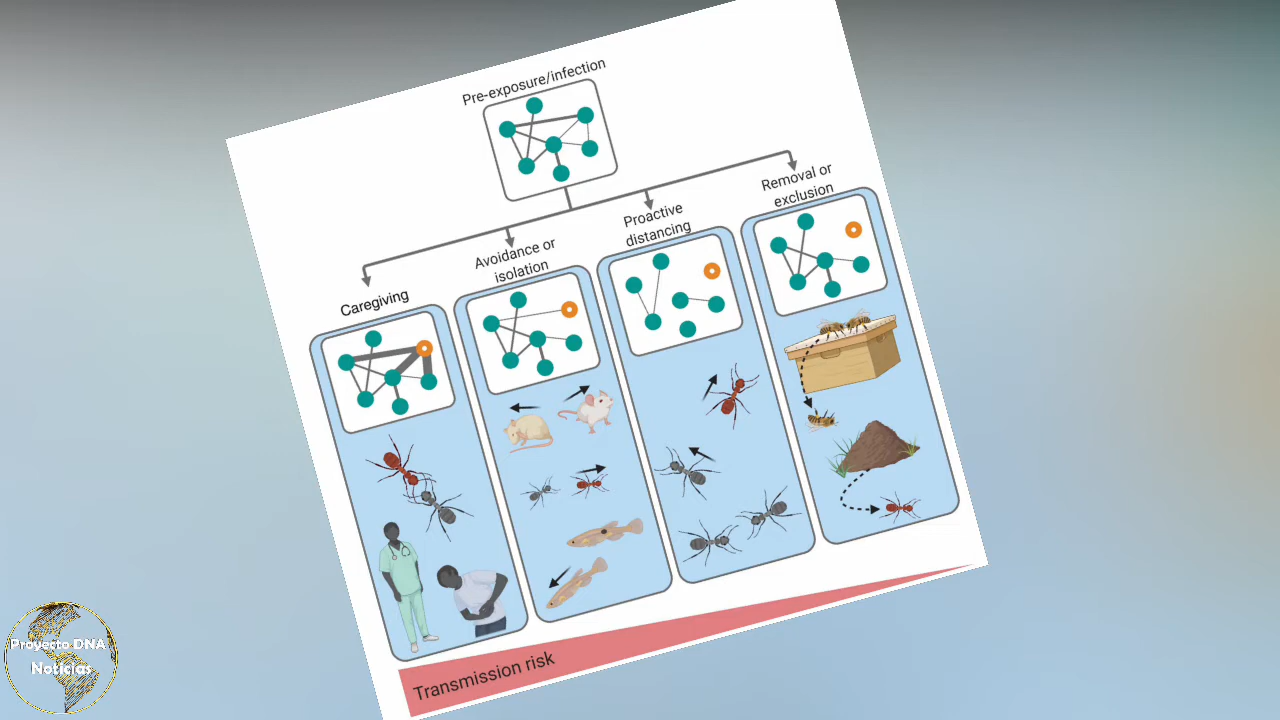 Pre-exposure/infection
Caregiving
Avoidance or
isolation
Proactive
distancing
Removal or
exclusion
Transmission risk
Proyecto DNA
Noticias